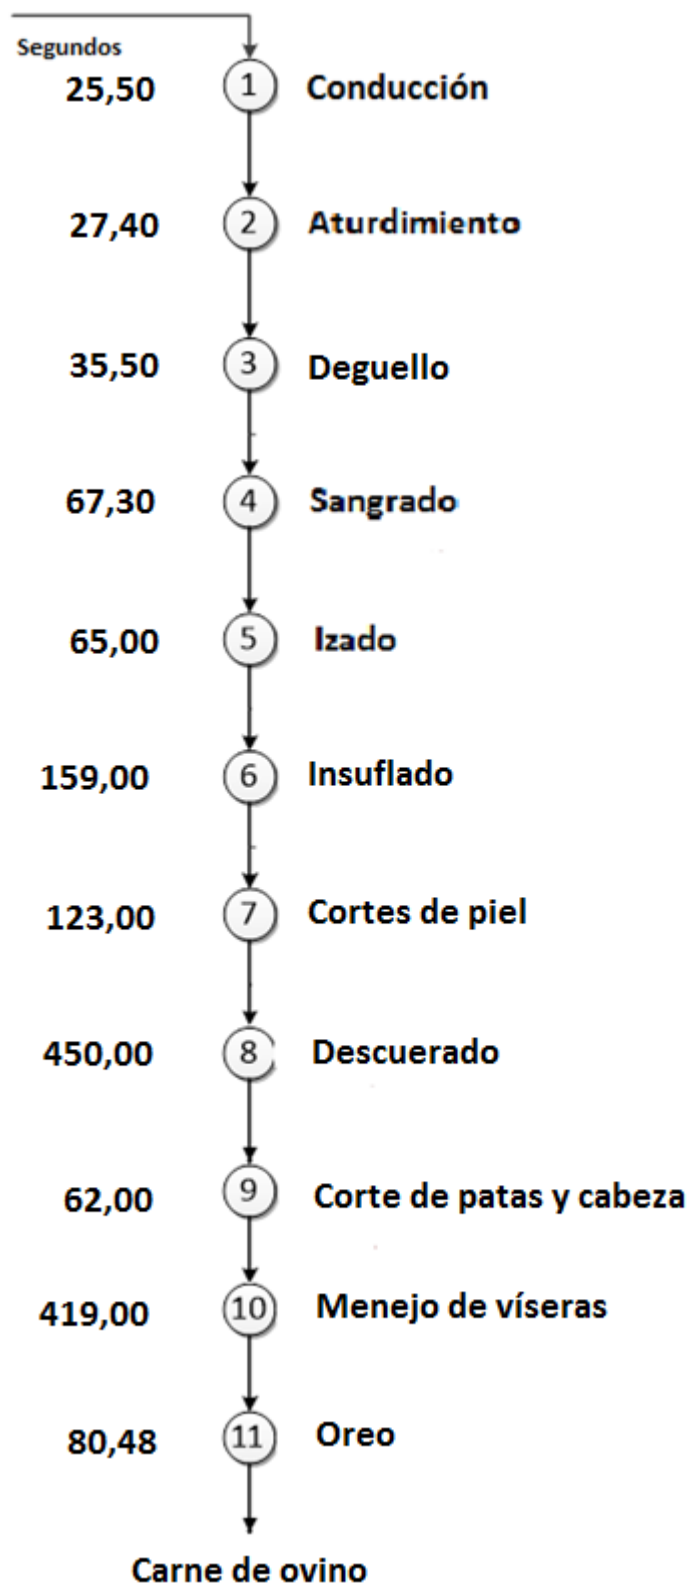 Segundos
25,50 1 Conducción
27,40 2 Aturdimiento
35,50 3 Deguello
67,30 4 Sangrado
65,00 5 Izado
159,00 6 Insuflado
123,00 7 Cortes de piel
450,00 8 Descuerado
62,00 9 Corte de patas y cabeza
419,00 10 Menejo de víseras
80,48 11 Oreo
Carne de ovino